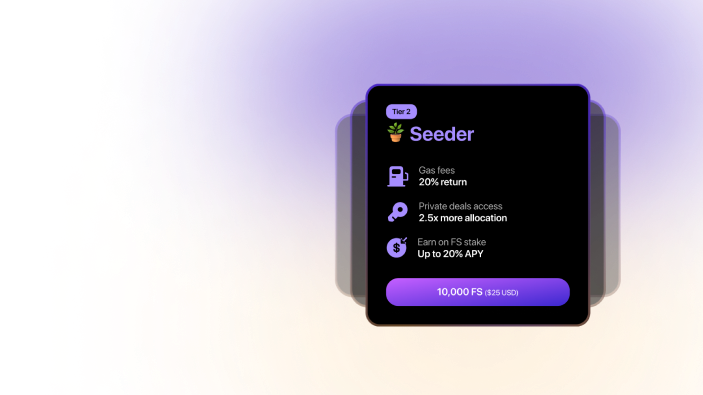 Tier 2
Seeder
Gas fees
20% return
Private deals access
2.5x more allocation
$
Earn on FS stake
Up to 20% APY
10,000 FS ($25 USD)